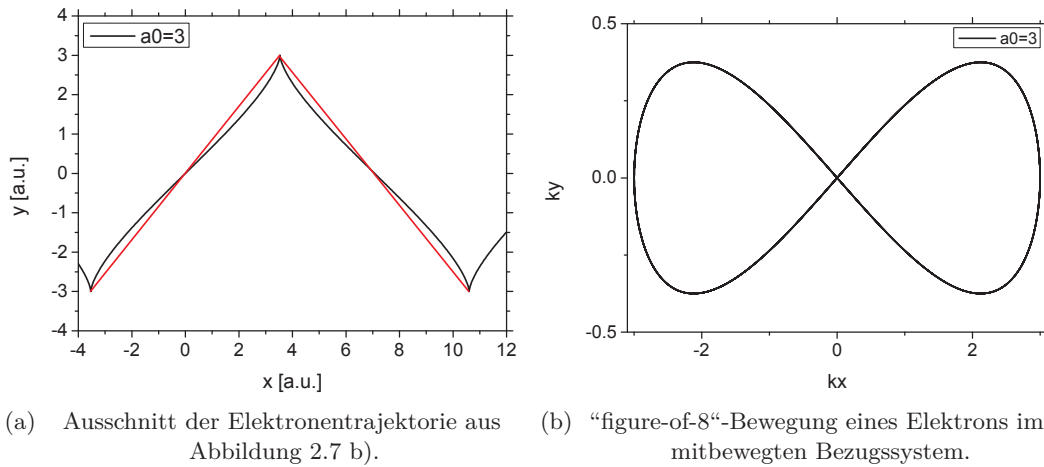 a0=3
4
3
2
1
0
-1
-2
-3
-4
y [a.u.]
-4 -2 0 2 4 6 8 10 12
x [a.u.]
a0=3
0.5
0.0
-0.5
ky
-2 0 2
kx
(a) Ausschnitt der Elektronentrajektorie aus
Abbildung 2.7 b).
(b) “figure-of-8“-Bewegung eines Elektrons im
mitbewegten Bezugssystem.